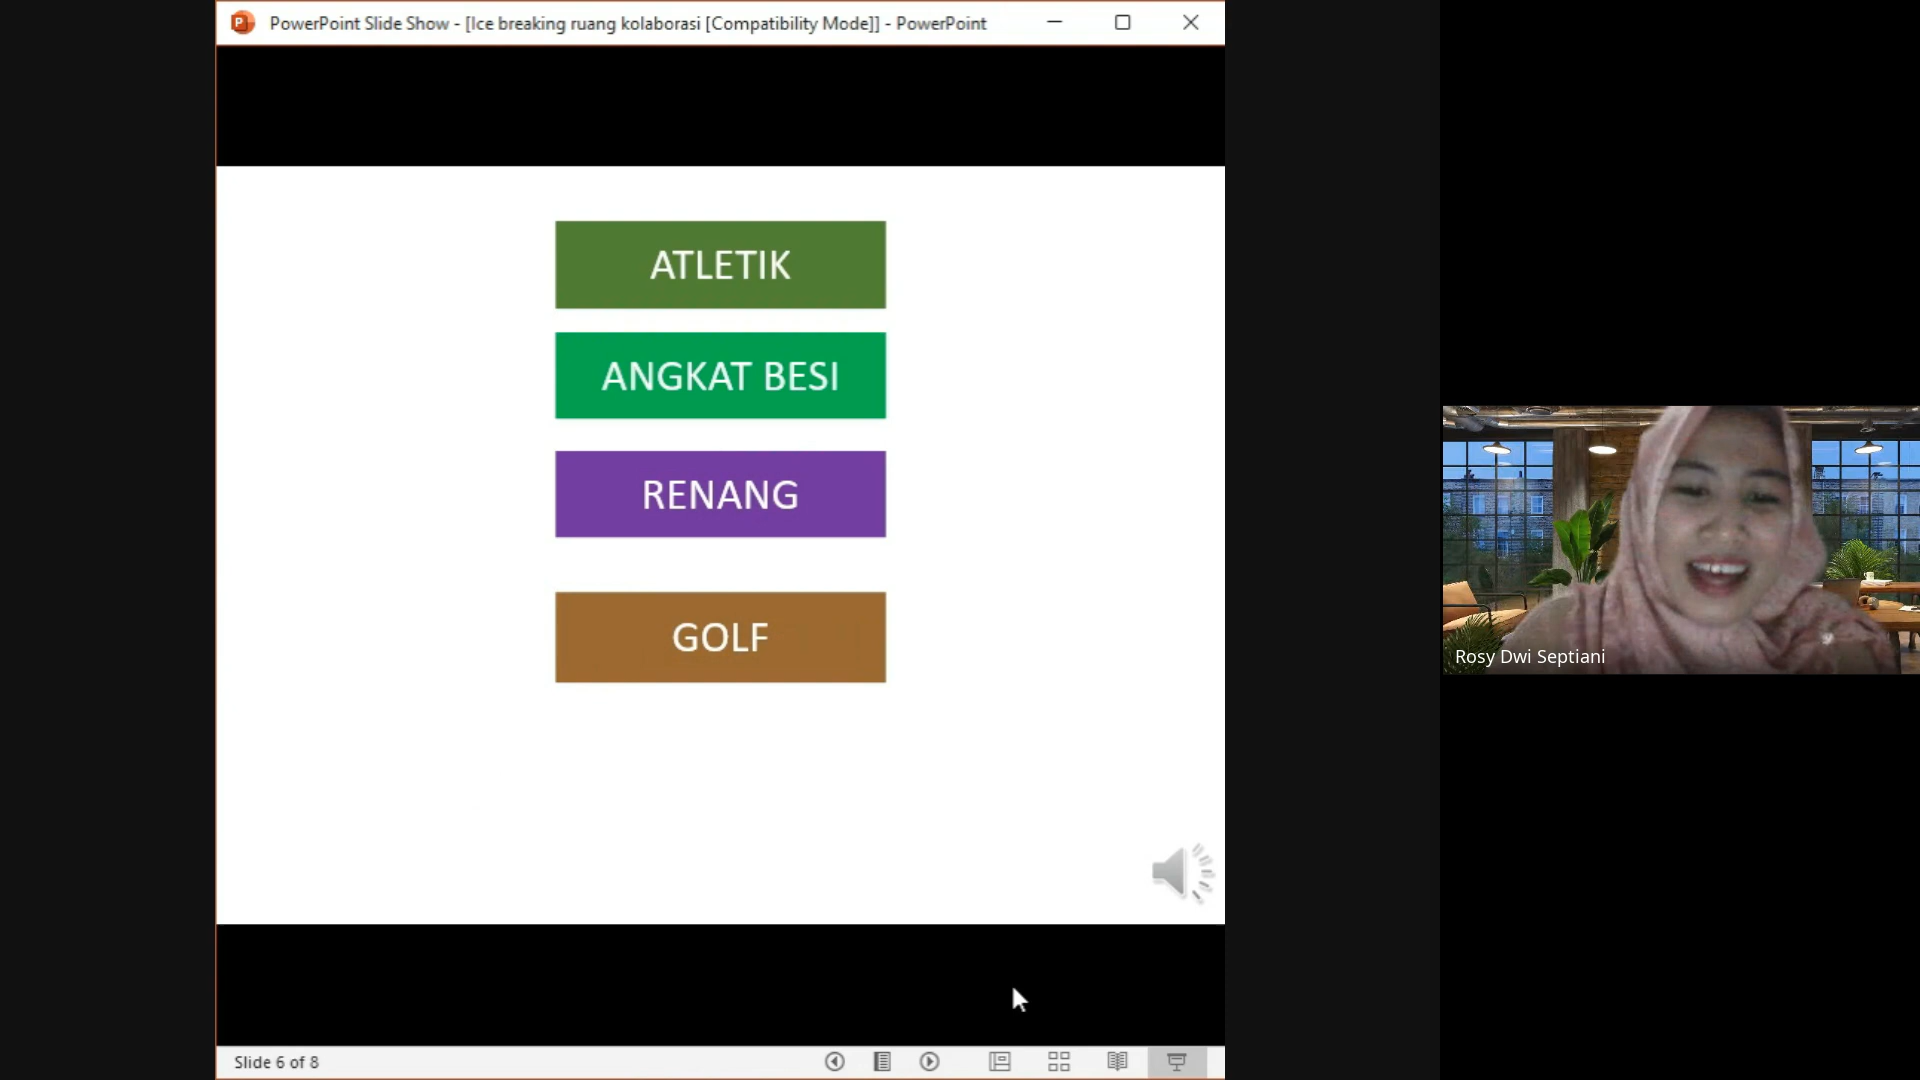 PowerPoint Slide Show - [Ice breaking ruang kolaborasi [Compatibility Mode]] - PowerPoint
ATLETIK
ANGKAT BESI
RENANG
GOLF
Rosy Dwi Septiani
Slide 6 of 8